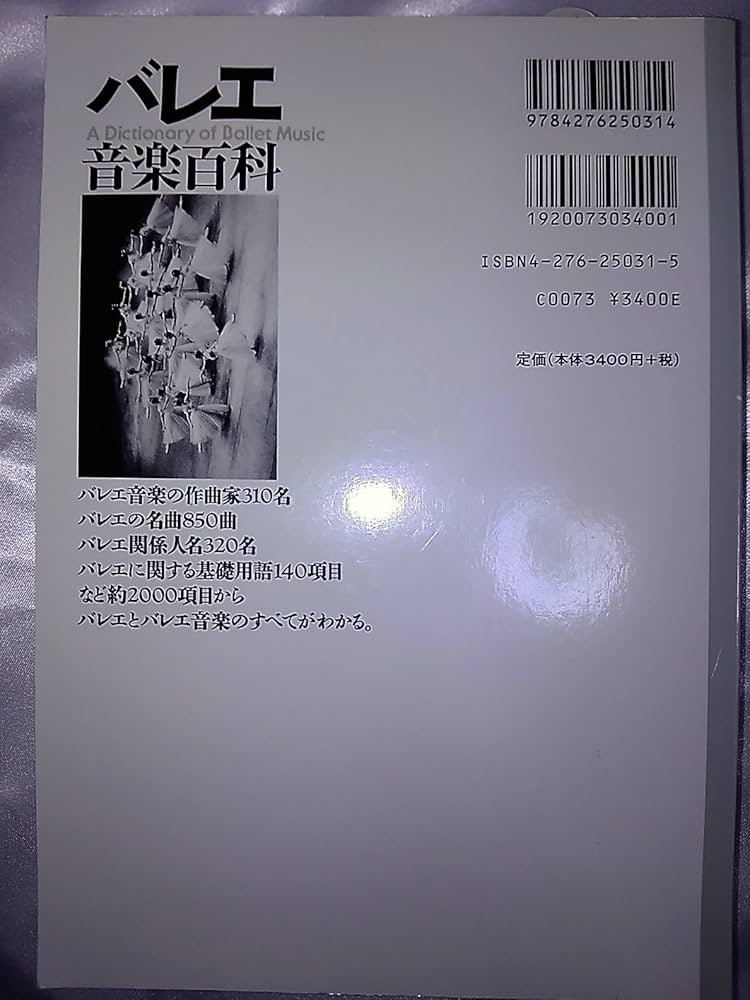 バレエ
A Dictionary of Ballet Music
音楽百科
バレエ音楽の作曲家310名
バレエの名曲850曲
バレエ関係人名320名
バレエに関する基礎用語140項目
など約2000項目から
バレエとバレエ音楽のすべてがわかる。
9784276250314
1920073034001
ISBN4-276-25031-5
C0073 ¥3400E
定価(本体3400円+税)